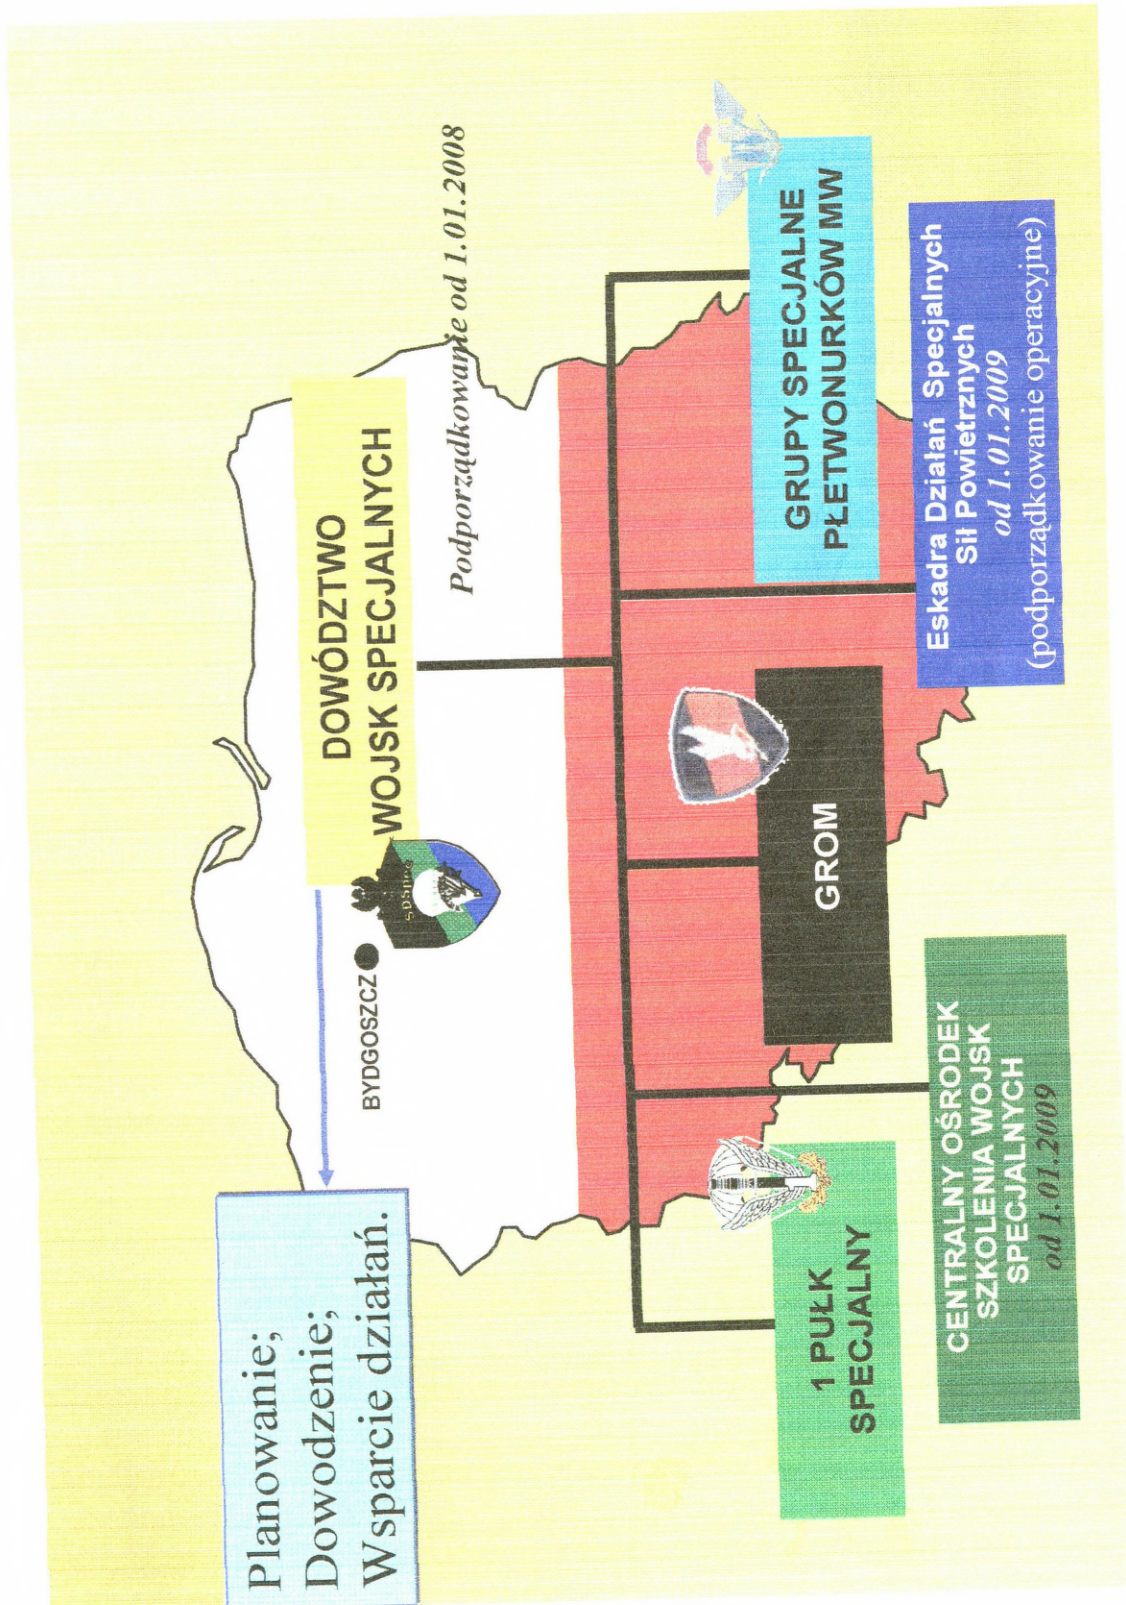 Planowanie;
Dowodzenie;
Wsparcie działań.
DOWÓDZTWO
WOJSK SPECJALNYCH
BYDGOSZCZ
SDSpec
Podporządkowanie od 1.01.2008
1 PUŁK
SPECJALNY
GROM
GRUPY SPECJALNE
PŁETWONURKÓW MW
CENTRALNY OŚRODEK
SZKOLENIA WOJSK
SPECJALNYCH
od 1.01.2009
Eskadra Działań Specjalnych
Sił Powietrznych
od 1.01.2009
(podporządkowanie operacyjne)